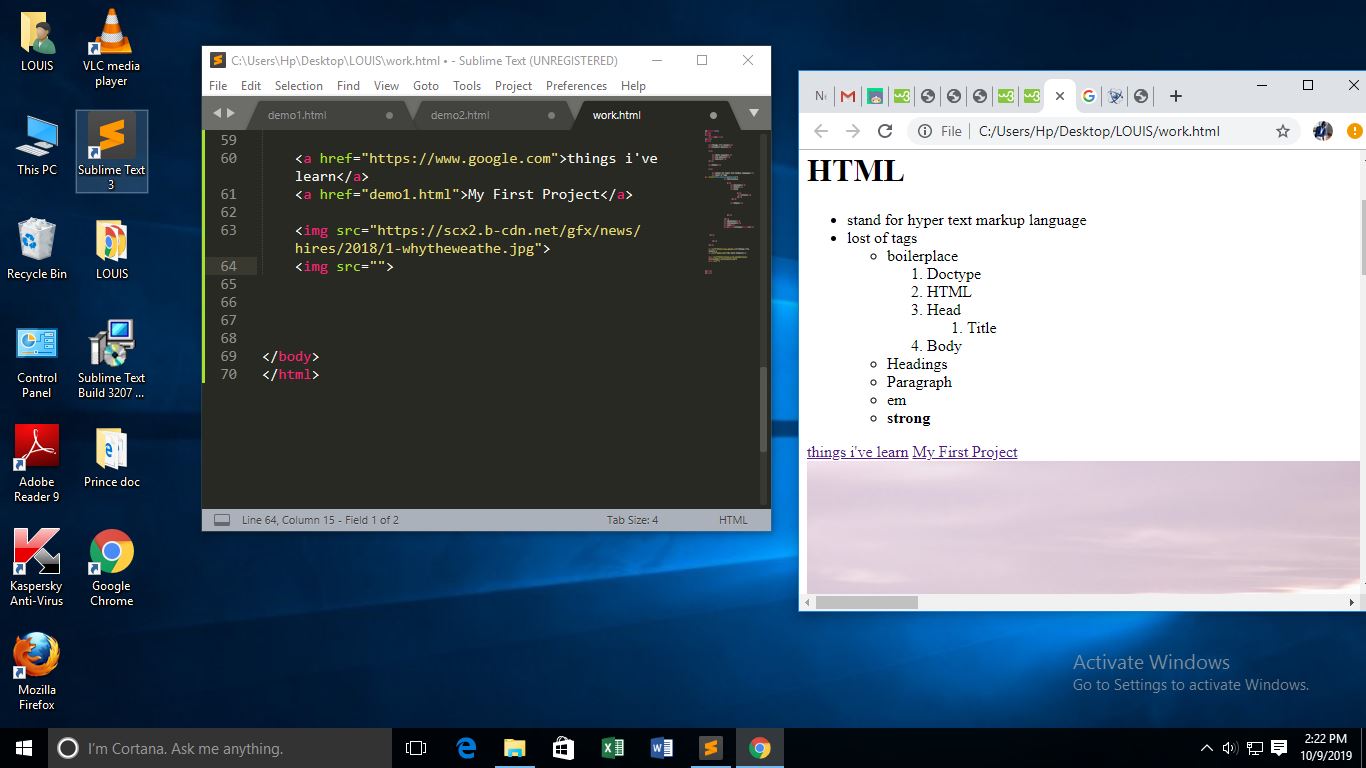 LOUIS
VLC media
player
This PC
Sublime Text
3
Recycle Bin
LOUIS
Control
Panel
Sublime Text
Build 3207 ...
Adobe
Reader 9
Prince doc
Kaspersky
Anti-Virus
Google
Chrome
Mozilla
Firefox
C:\Users\Hp\Desktop\LOUIS\work.html • - Sublime Text (UNREGISTERED)
File Edit Selection Find View Goto Tools Project Preferences Help
demo1.html demo2.html work.html
59
60 <a href="https://www.google.com">things i've
learn</a>
61 <a href="demo1.html">My First Project</a>
62
63 <img src="https://scx2.b-cdn.net/gfx/news/
hires/2018/1-whytheweathe.jpg">
64 <img src="">
65
66
67
68
69 </body>
70 </html>
Line 64, Column 15 - Field 1 of 2 Tab Size: 4 HTML
File C:/Users/Hp/Desktop/LOUIS/work.html
HTML
stand for hyper text markup language
lost of tags
boilerplace
1. Doctype
2. HTML
3. Head
1. Title
4. Body
Headings
Paragraph
em
strong
things i've learn My First Project
Activate Windows
Go to Settings to activate Windows.
I'm Cortana. Ask me anything.
2:22 PM
10/9/2019